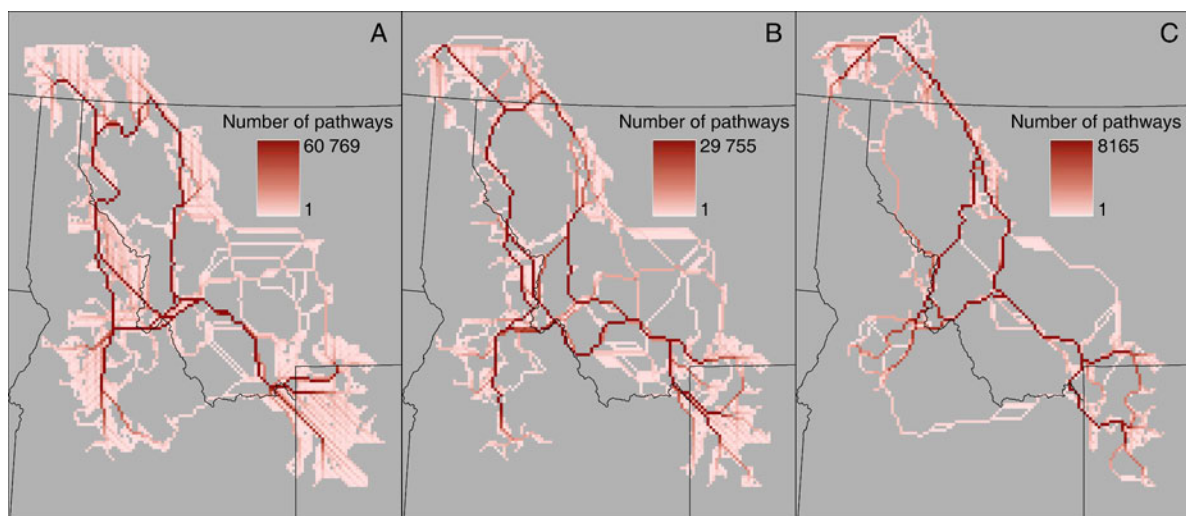 A
Number of pathways
60 769
1
B
Number of pathways
29 755
1
C
Number of pathways
8165
1